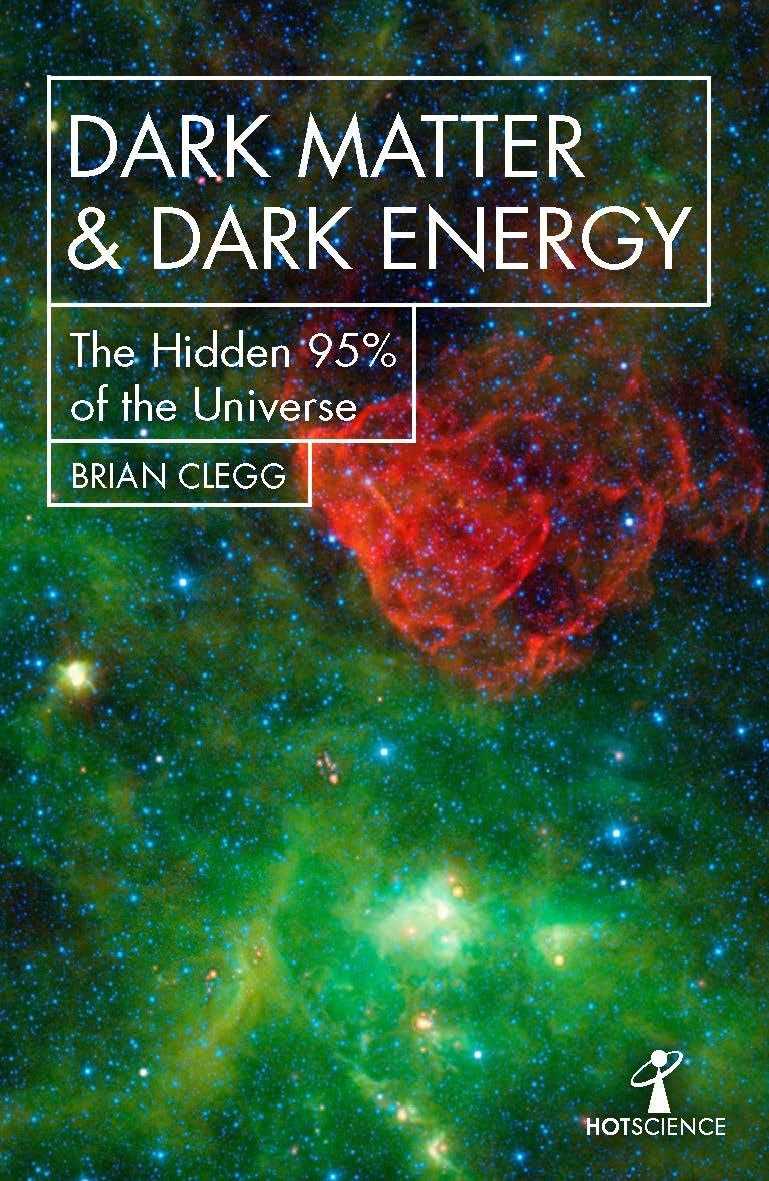 DARK MATTER
& DARK ENERGY
The Hidden 95%
of the Universe
BRIAN CLEGG
HOTSCIENCE